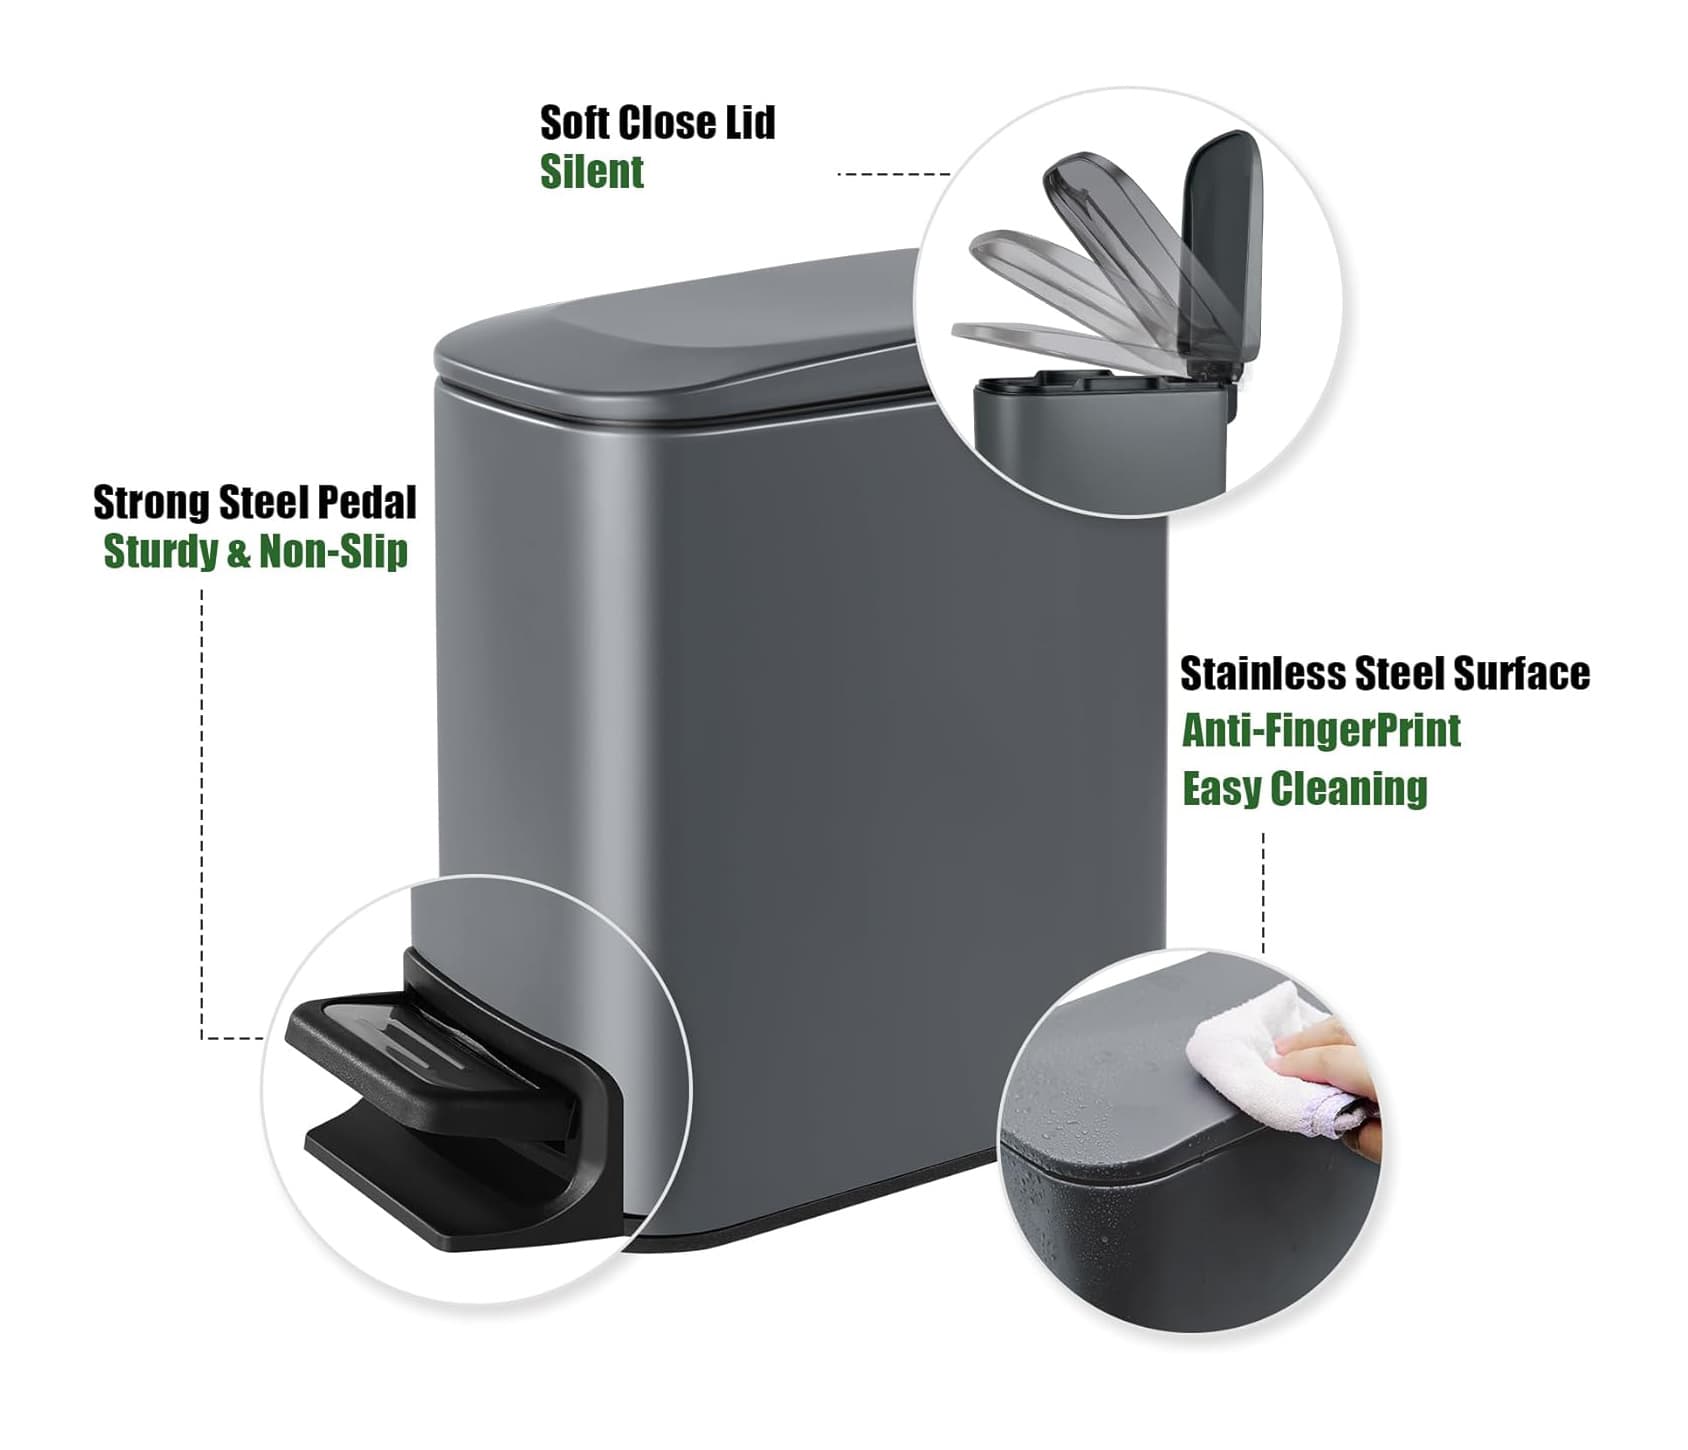 Soft Close Lid
Silent
Strong Steel Pedal
Sturdy & Non-Slip
Stainless Steel Surface
Anti-FingerPrint
Easy Cleaning